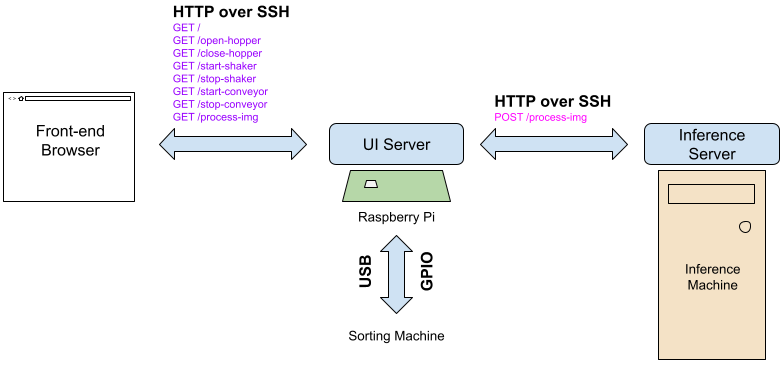 HTTP over SSH
GET /
GET /open-hopper
GET /close-hopper
GET /start-shaker
GET /stop-shaker
GET /start-conveyor
GET /stop-conveyor
GET /process-img
Front-end
Browser
UI Server
Raspberry Pi
HTTP over SSH
POST /process-img
Inference
Server
Inference
Machine
USB
GPIO
Sorting Machine